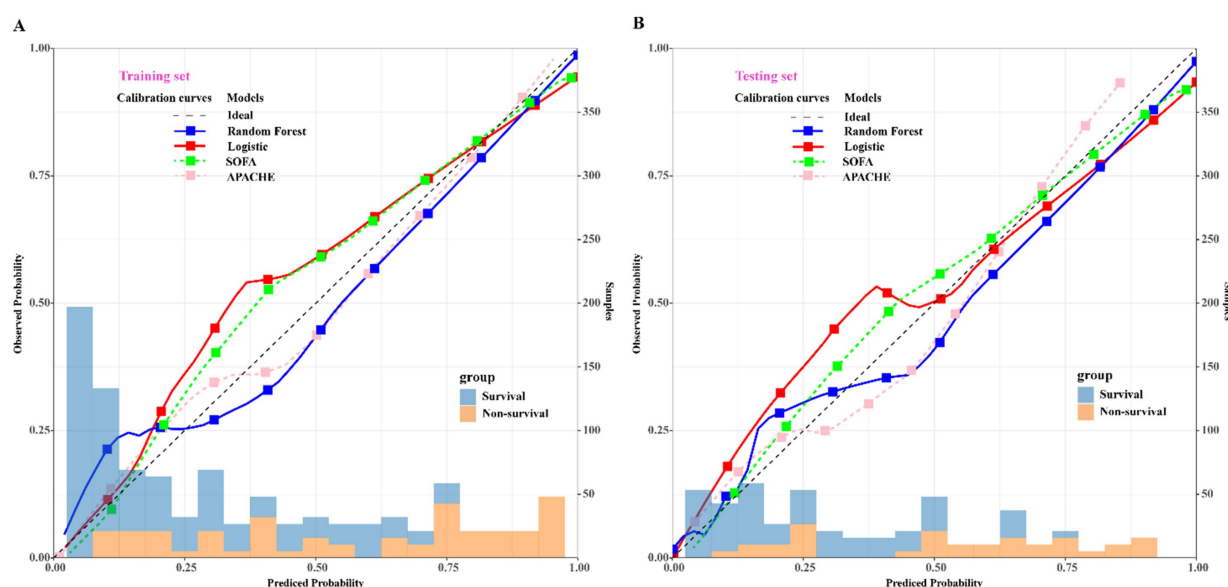 A
Training set
Calibration curves Models
Ideal
Random Forest
Logistic
SOFA
APACHE
group
Survival
Non-survival
Observed Probability
1.00
0.75
0.50
0.25
0.00
Samples
350
300
250
200
150
100
50
0.00 0.25 0.50 0.75 1.00
Prediced Probability
B
Testing set
Calibration curves Models
Ideal
Random Forest
Logistic
SOFA
APACHE
group
Survival
Non-survival
Observed Probability
1.00
0.75
0.50
0.25
0.00
Samples
350
300
250
200
150
100
50
0.00 0.25 0.50 0.75 1.00
Prediced Probability